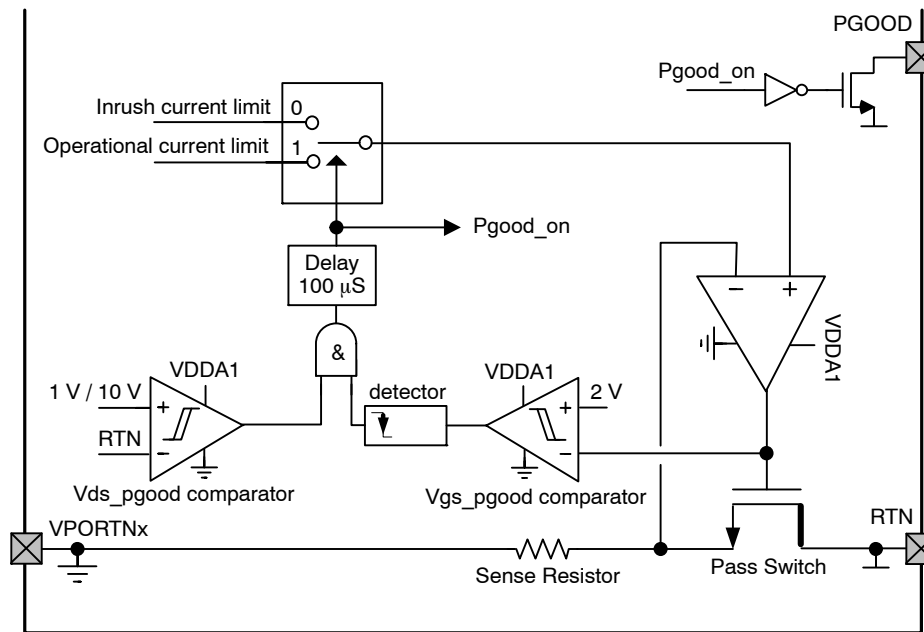 PGOOD
Pgood_on
Inrush current limit 0
Operational current limit 1
Pgood_on
Delay
100 μS
− +
VDDA1
&
VDDA1
detector
VDDA1
1 V / 10 V
+
2 V
+
RTN
−
−
Vds_pgood comparator
Vgs_pgood comparator
VPORTNx
RTN
Sense Resistor
Pass Switch